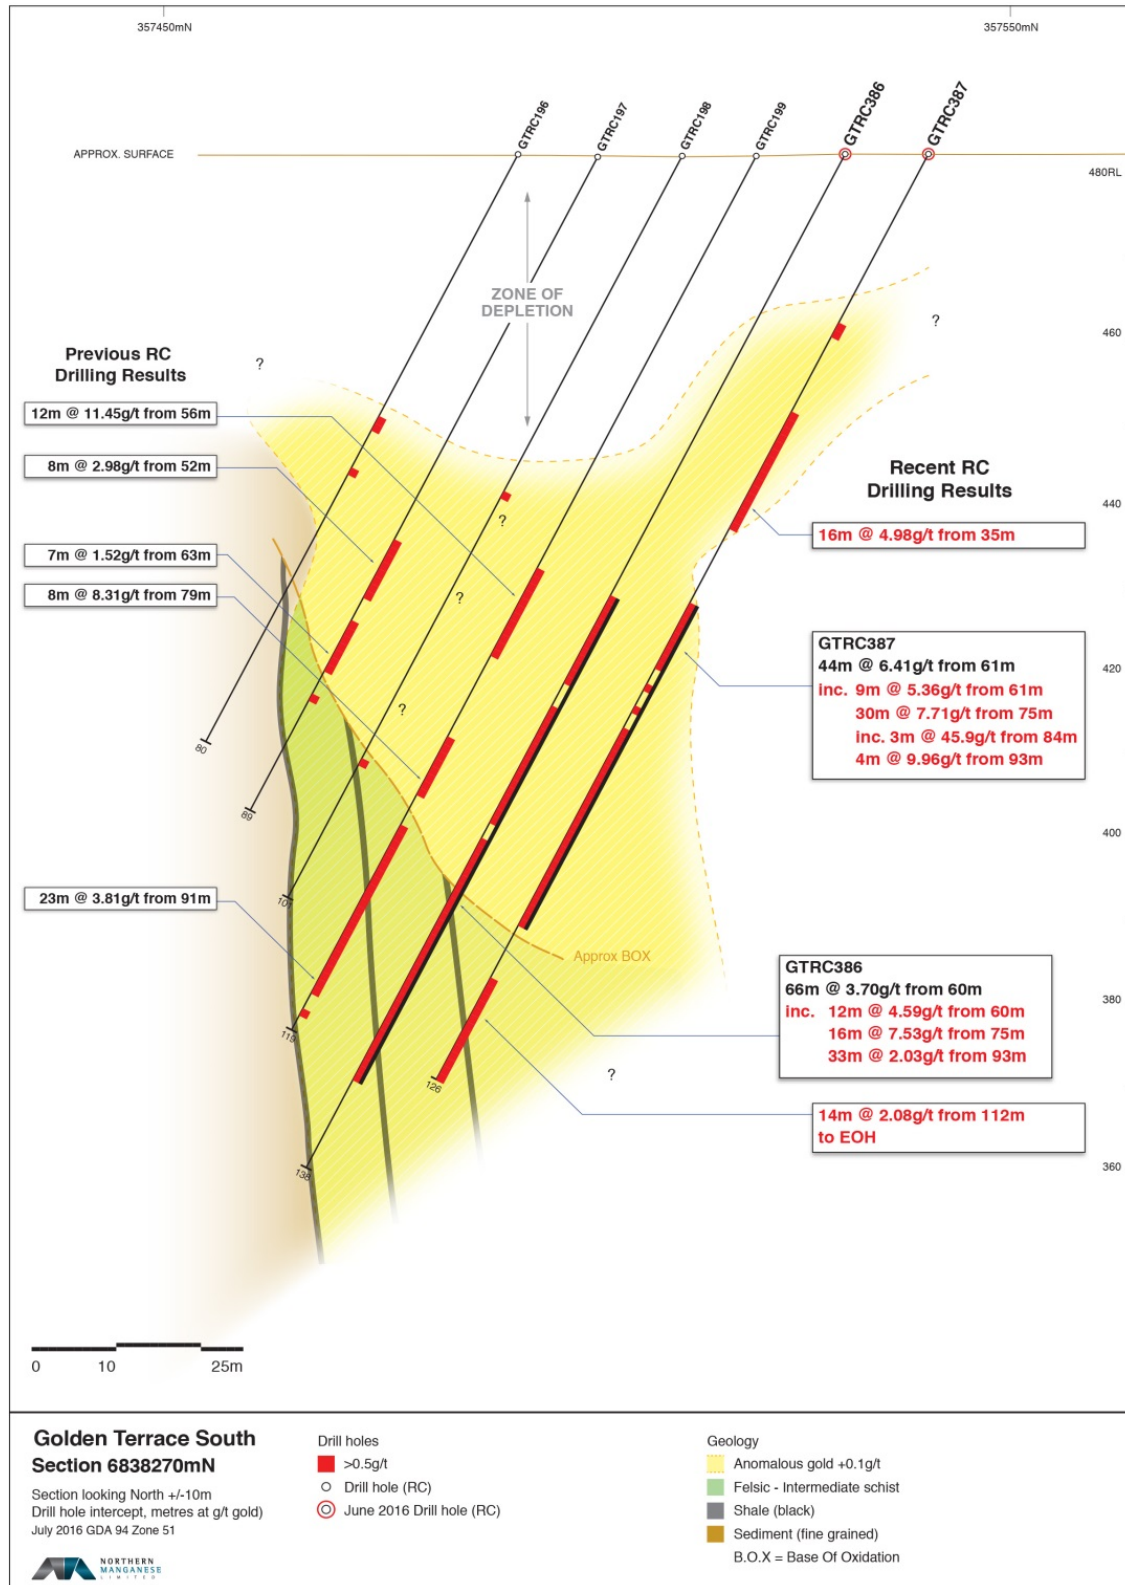 357450mN
357550mN
GTRC196
GTRC197
GTRC198
GTRC199
GTRC386
GTRC387
APPROX. SURFACE
480RL
ZONE OF
DEPLETION
460
?
?
Previous RC
Drilling Results
12m @ 11.45g/t from 56m
8m @ 2.98g/t from 52m
7m @ 1.52g/t from 63m
8m @ 8.31g/t from 79m
23m @ 3.81g/t from 91m
Recent RC
Drilling Results
440
16m @ 4.98g/t from 35m
?
?
?
GTRC387
44m @ 6.41g/t from 61m
inc. 9m @ 5.36g/t from 61m
30m @ 7.71g/t from 75m
inc. 3m @ 45.9g/t from 84m
4m @ 9.96g/t from 93m
420
400
80
89
101
119
138
126
Approx BOX
GTRC386
66m @ 3.70g/t from 60m
inc. 12m @ 4.59g/t from 60m
16m @ 7.53g/t from 75m
33m @ 2.03g/t from 93m
380
?
14m @ 2.08g/t from 112m
to EOH
360
0 10 25m
Golden Terrace South
Section 6838270mN
Section looking North +/-10m
Drill hole intercept, metres at g/t gold)
July 2016 GDA 94 Zone 51
NORTHERN
MANGANESE
LIMITED
Drill holes
>0.5g/t
Drill hole (RC)
June 2016 Drill hole (RC)
Geology
Anomalous gold +0.1g/t
Felsic - Intermediate schist
Shale (black)
Sediment (fine grained)
B.O.X = Base Of Oxidation